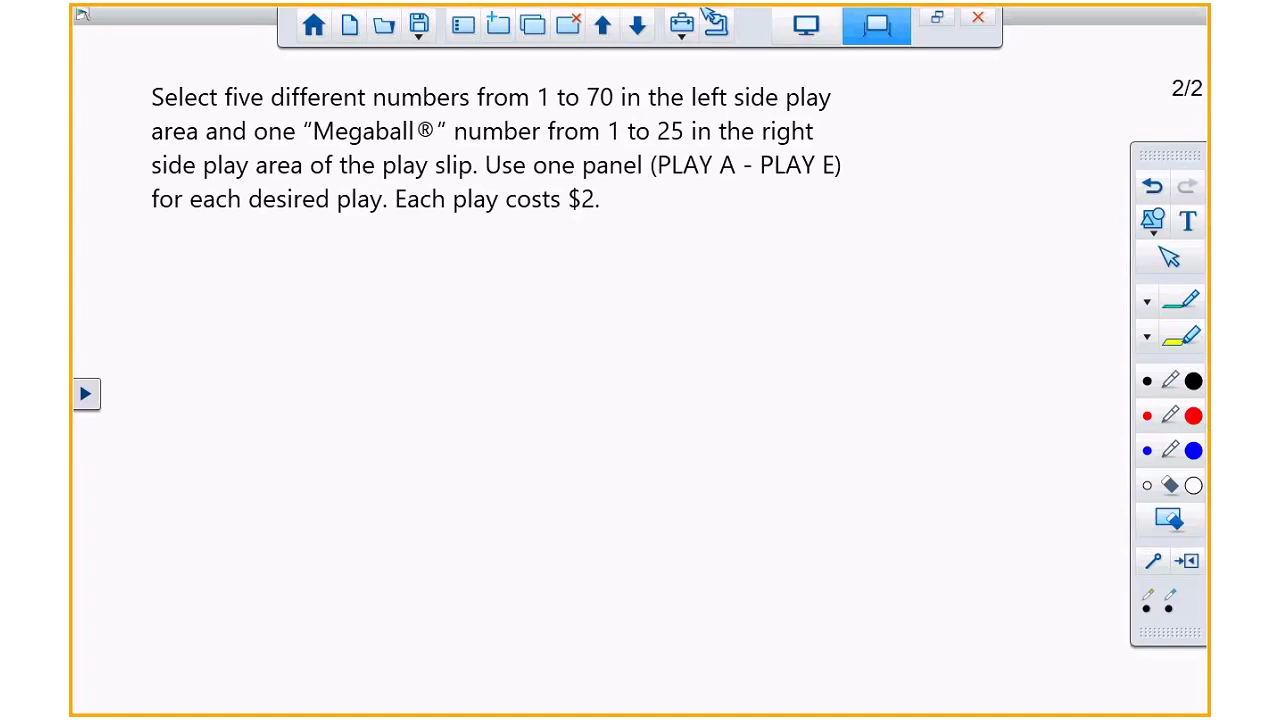 2/2
Select five different numbers from 1 to 70 in the left side play
area and one “Megaball®” number from 1 to 25 in the right
side play area of the play slip. Use one panel (PLAY A - PLAY E)
for each desired play. Each play costs $2.
T